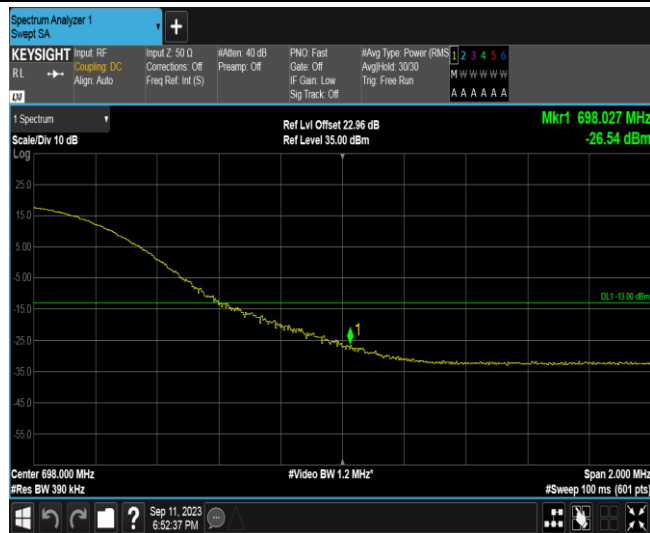 Spectrum Analyzer 1
Swept SA
+
KEYSIGHT
RL
Input: RF
Coupling: DC
Align: Auto
Input Z: 50 Ω
Corrections: Off
Freq Ref: Int (S)
#Atten: 40 dB
Preamp: Off
PNO: Fast
Gate: Off
IF Gain: Low
Sig Track: Off
#Avg Type: Power (RMS
Avg|Hold: 30/30
Trig: Free Run
1 2 3 4 5 6
M W W W W W
A A A A A A
1 Spectrum
Scale/Div 10 dB
Log
Ref Lvl Offset 22.96 dB
Ref Level 35.00 dBm
Mkr1 698.027 MHz
-26.54 dBm
25.0
15.0
5.00
-5.00
DL1 -13.00 dBm
-15.0
1
-25.0
-35.0
-45.0
-55.0
Center 698.000 MHz
#Video BW 1.2 MHz*
Span 2.000 MHz
#Res BW 390 kHz
#Sweep 100 ms (601 pts)
?
Sep 11, 2023
6:52:37 PM